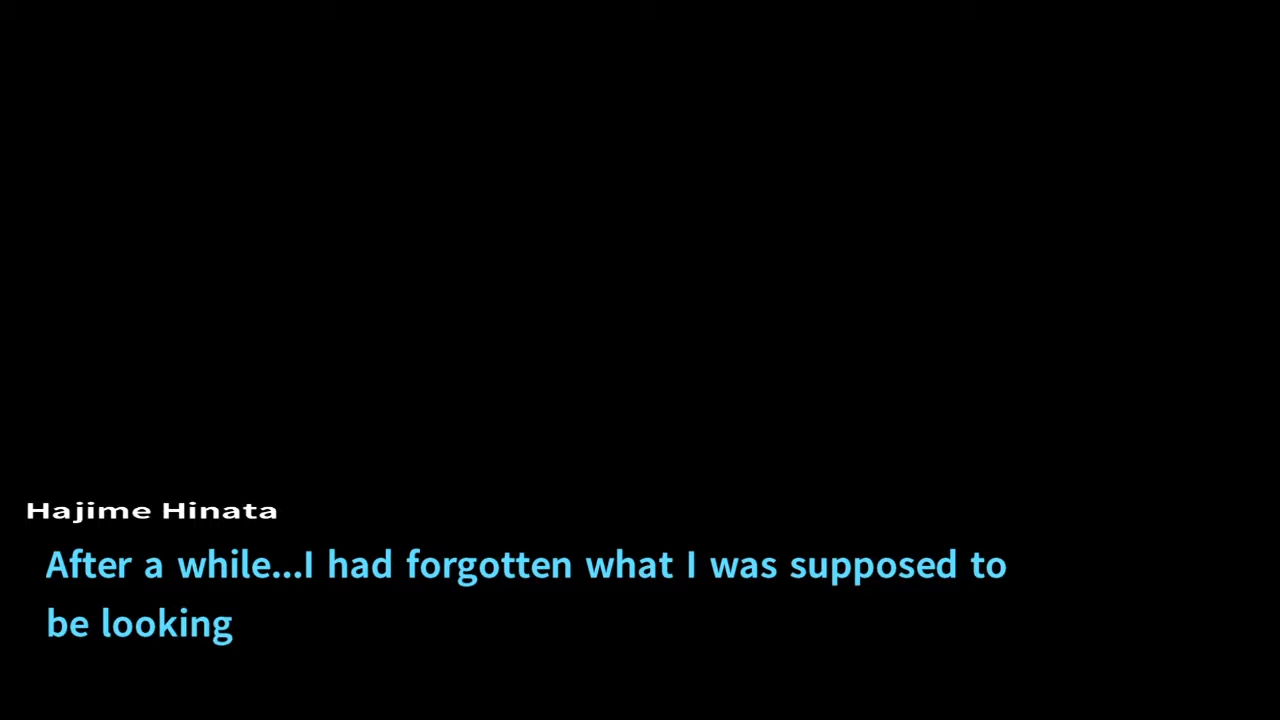 Hajime Hinata
After a while...I had forgotten what I was supposed to
be looking